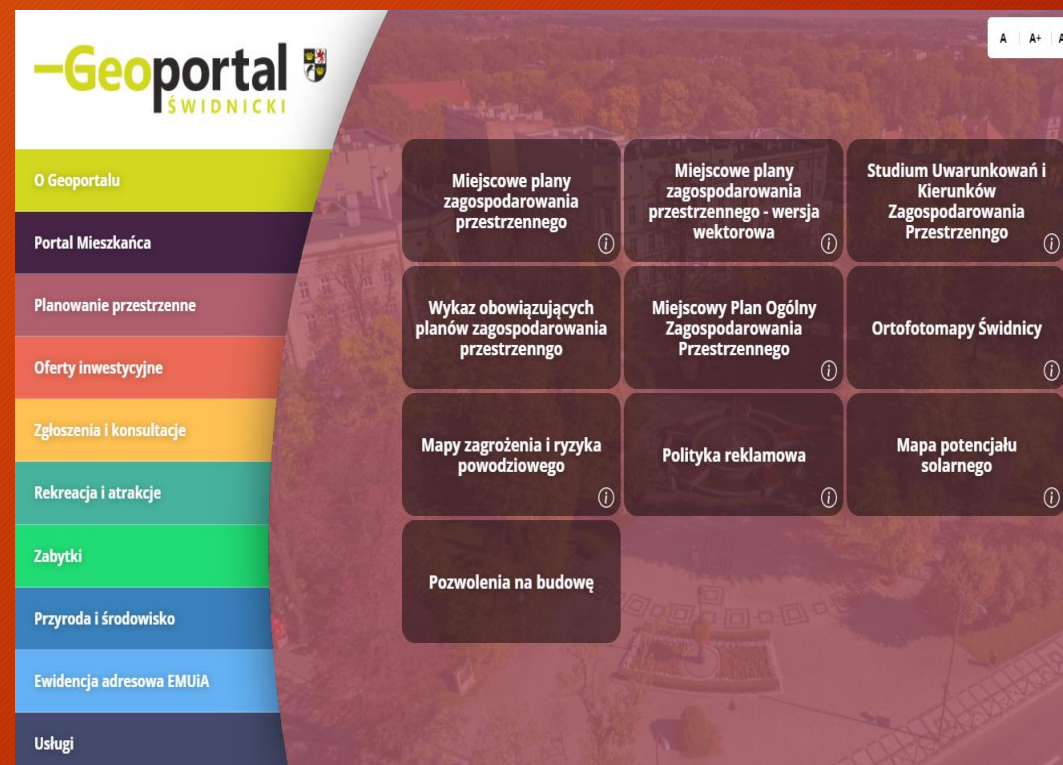 Geoportal
ŚWIDNICKI
A A+
O Geoportalu
Portal Mieszkańca
Planowanie przestrzenne
Oferty inwestycyjne
Zgłoszenia i konsultacje
Rekreacja i atrakcje
Zabytki
Przyroda i środowisko
Ewidencja adresowa EMUiA
Usługi
Miejscowe plany
zagospodarowania
przestrzennego
Miejscowe plany
zagospodarowania
przestrzennego - wersja
wektorowa
Studium Uwarunkowań i
Kierunków
Zagospodarowania
Przestrzenngo
Wykaz obowiązujących
planów zagospodarowania
przestrzenngo
Miejscowy Plan Ogólny
Zagospodarowania
Przestrzennego
Ortofotomapy Świdnicy
Mapy zagrożenia i ryzyka
powodziowego
Polityka reklamowa
Mapa potencjału
solarnego
Pozwolenia na budowę